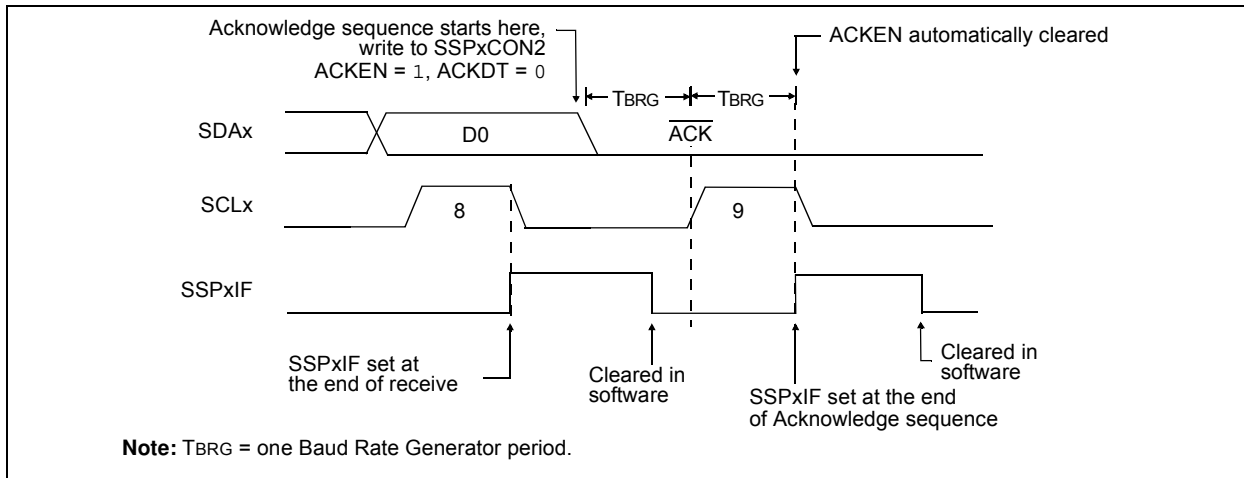 Acknowledge sequence starts here,
write to SSPxCON2
ACKEN = 1, ACKDT = 0
ACKEN automatically cleared
TBRG
TBRG
SDAx
D0
ACK
SCLx
8
9
SSPxIF
SSPxIF set at
the end of receive
Cleared in
software
SSPxIF set at the end
of Acknowledge sequence
Cleared in
software
Note: TBRG = one Baud Rate Generator period.